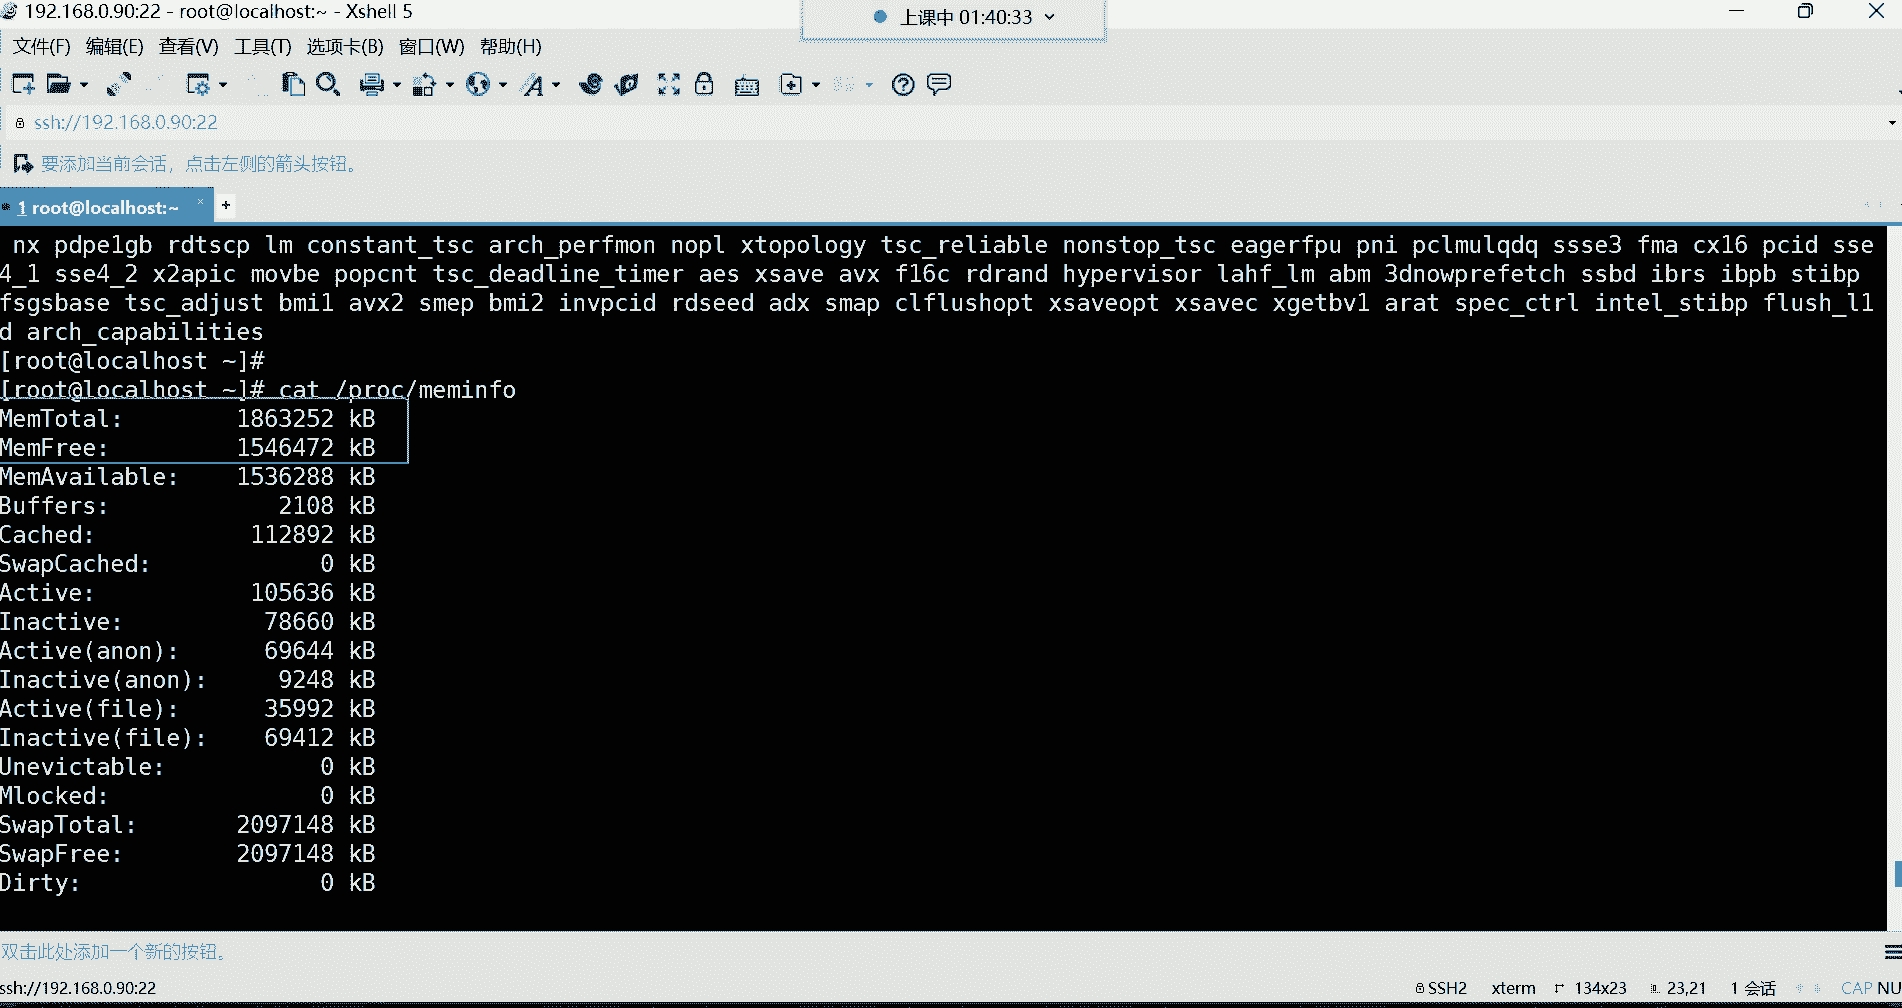 192.168.0.90:22 - root@localhost:~ - Xshell 5
上课中 01:40:33
文件(F) 编辑(E) 查看(V) 工具(T) 选项卡(B) 窗口(W) 帮助(H)
ssh://192.168.0.90:22
要添加当前会话，点击左侧的箭头按钮。
1 root@localhost:~ × +
nx pdpe1gb rdtscp lm constant_tsc arch_perfmon nopl xtopology tsc_reliable nonstop_tsc eagerfpu pni pclmulqdq ssse3 fma cx16 pcid sse
4_1 sse4_2 x2apic movbe popcnt tsc_deadline_timer aes xsave avx f16c rdrand hypervisor lahf_lm abm 3dnowprefetch ssbd ibrs ibpb stibp
fsgsbase tsc_adjust bmi1 avx2 smep bmi2 invpcid rdseed adx smap clflushopt xsaveopt xsavec xgetbv1 arat spec_ctrl intel_stibp flush_l1
d arch_capabilities
[root@localhost ~]#
[root@localhost ~]# cat /proc/meminfo
MemTotal: 1863252 kB
MemFree: 1546472 kB
MemAvailable: 1536288 kB
Buffers: 2108 kB
Cached: 112892 kB
SwapCached: 0 kB
Active: 105636 kB
Inactive: 78660 kB
Active(anon): 69644 kB
Inactive(anon): 9248 kB
Active(file): 35992 kB
Inactive(file): 69412 kB
Unevictable: 0 kB
Mlocked: 0 kB
SwapTotal: 2097148 kB
SwapFree: 2097148 kB
Dirty: 0 kB
双击此处添加一个新的按钮。
ssh://192.168.0.90:22 SSH2 xterm 134x23 23,21 1 会话 CAP NU